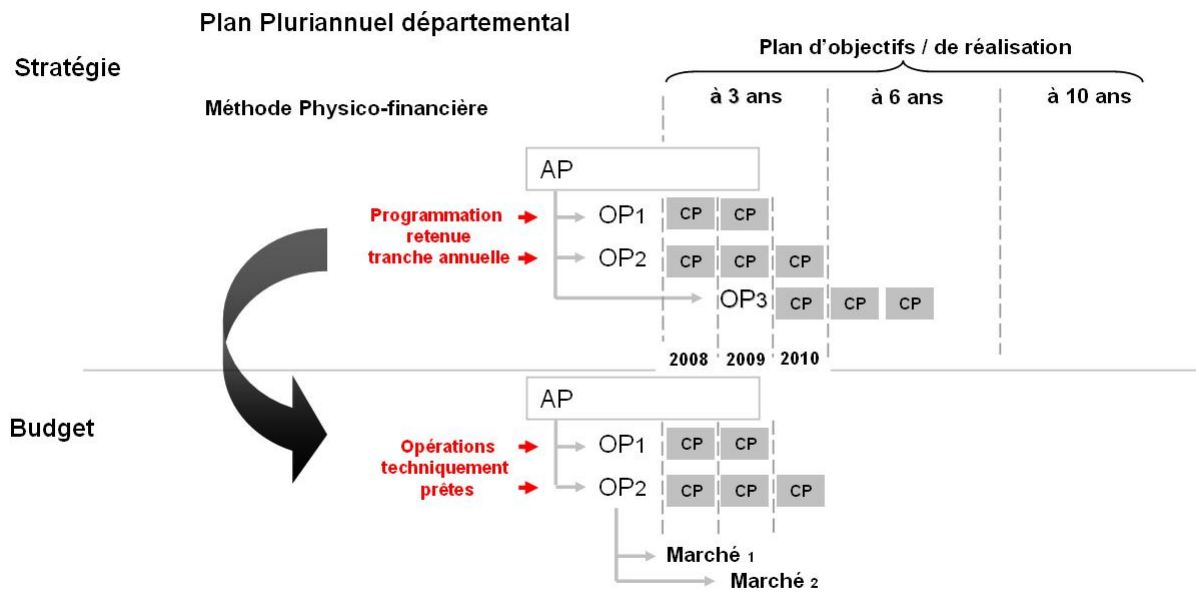 Plan Pluriannuel départemental
Plan d'objectifs / de réalisation
Stratégie
à 3 ans
à 6 ans
à 10 ans
Méthode Physico-financière
AP
Programmation
retenue
tranche annuelle
OP1 CP CP
OP2 CP CP CP
OP3 CP CP CP
2008 2009 2010
Budget
AP
Opérations
techniquement
prêtes
OP1 CP CP
OP2 CP CP CP
Marché 1
Marché 2